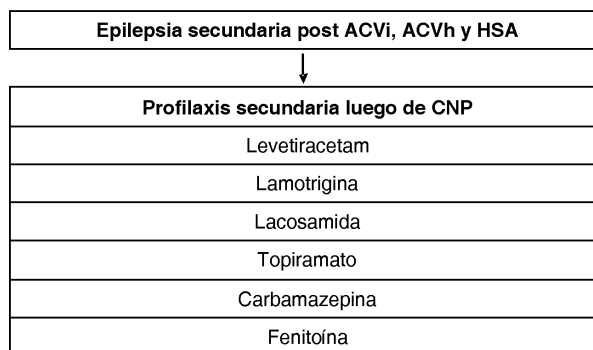 Epilepsia secundaria post ACVi, ACVh y HSA
Profilaxis secundaria luego de CNP
Levetiracetam
Lamotrigina
Lacosamida
Topiramato
Carbamazepina
Fenitoína